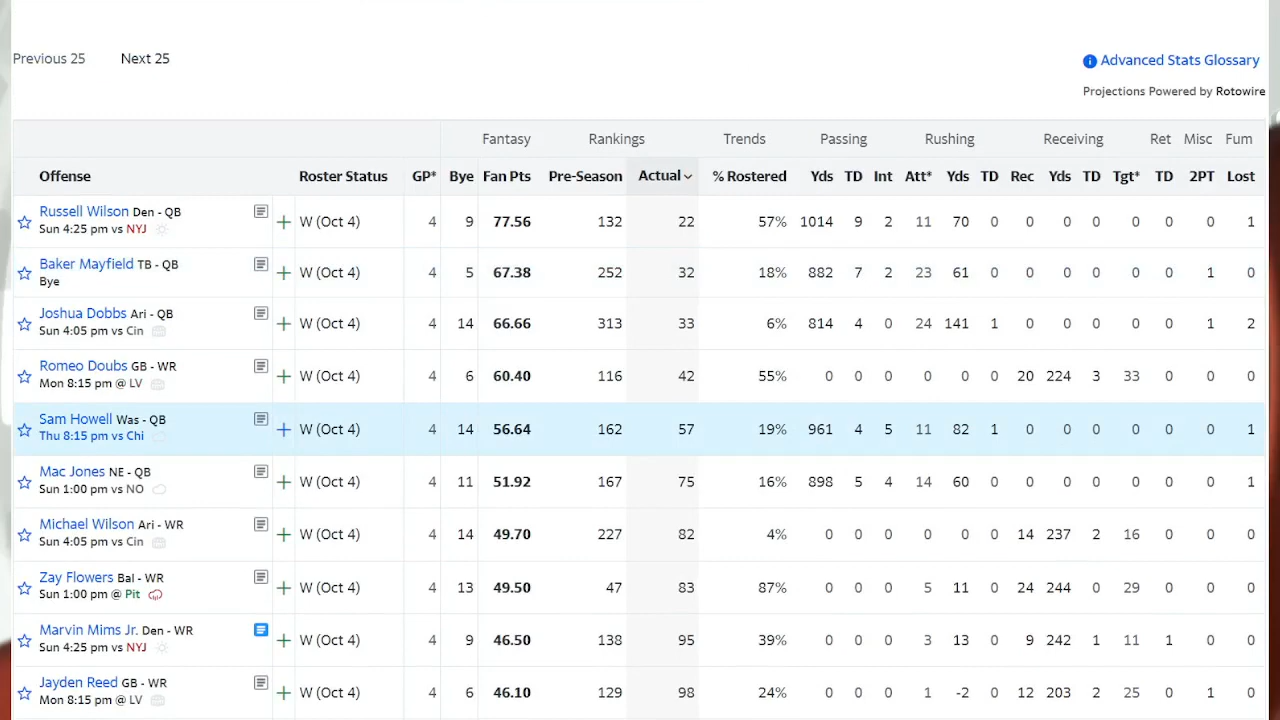 Previous 25 Next 25
Advanced Stats Glossary
Projections Powered by Rotowire
Fantasy Rankings Trends Passing Rushing Receiving Ret Misc Fum
Offense Roster Status GP* Bye Fan Pts Pre-Season Actual % Rostered Yds TD Int Att* Yds TD Rec Yds TD Tgt* TD 2PT Lost
Russell Wilson Den - QB
Sun 4:25 pm vs NYJ
W (Oct 4) 4 9 77.56 132 22 57% 1014 9 2 11 70 0 0 0 0 0 0 0 1
Baker Mayfield TB - QB
Bye
W (Oct 4) 4 5 67.38 252 32 18% 882 7 2 23 61 0 0 0 0 0 0 1 0
Joshua Dobbs Ari - QB
Sun 4:05 pm vs Cin
W (Oct 4) 4 14 66.66 313 33 6% 814 4 0 24 141 1 0 0 0 0 0 1 2
Romeo Doubs GB - WR
Mon 8:15 pm @ LV
W (Oct 4) 4 6 60.40 116 42 55% 0 0 0 0 0 0 20 224 3 33 0 0 0
Sam Howell Was - QB
Thu 8:15 pm vs Chi
W (Oct 4) 4 14 56.64 162 57 19% 961 4 5 11 82 1 0 0 0 0 0 0 1
Mac Jones NE - QB
Sun 1:00 pm vs NO
W (Oct 4) 4 11 51.92 167 75 16% 898 5 4 14 60 0 0 0 0 0 0 0 1
Michael Wilson Ari - WR
Sun 4:05 pm vs Cin
W (Oct 4) 4 14 49.70 227 82 4% 0 0 0 0 0 0 14 237 2 16 0 0 0
Zay Flowers Bal - WR
Sun 1:00 pm @ Pit
W (Oct 4) 4 13 49.50 47 83 87% 0 0 0 5 11 0 24 244 0 29 0 0 0
Marvin Mims Jr. Den - WR
Sun 4:25 pm vs NYJ
W (Oct 4) 4 9 46.50 138 95 39% 0 0 0 3 13 0 9 242 1 11 1 0 0
Jayden Reed GB - WR
Mon 8:15 pm @ LV
W (Oct 4) 4 6 46.10 129 98 24% 0 0 0 1 -2 0 12 203 2 25 0 1 0